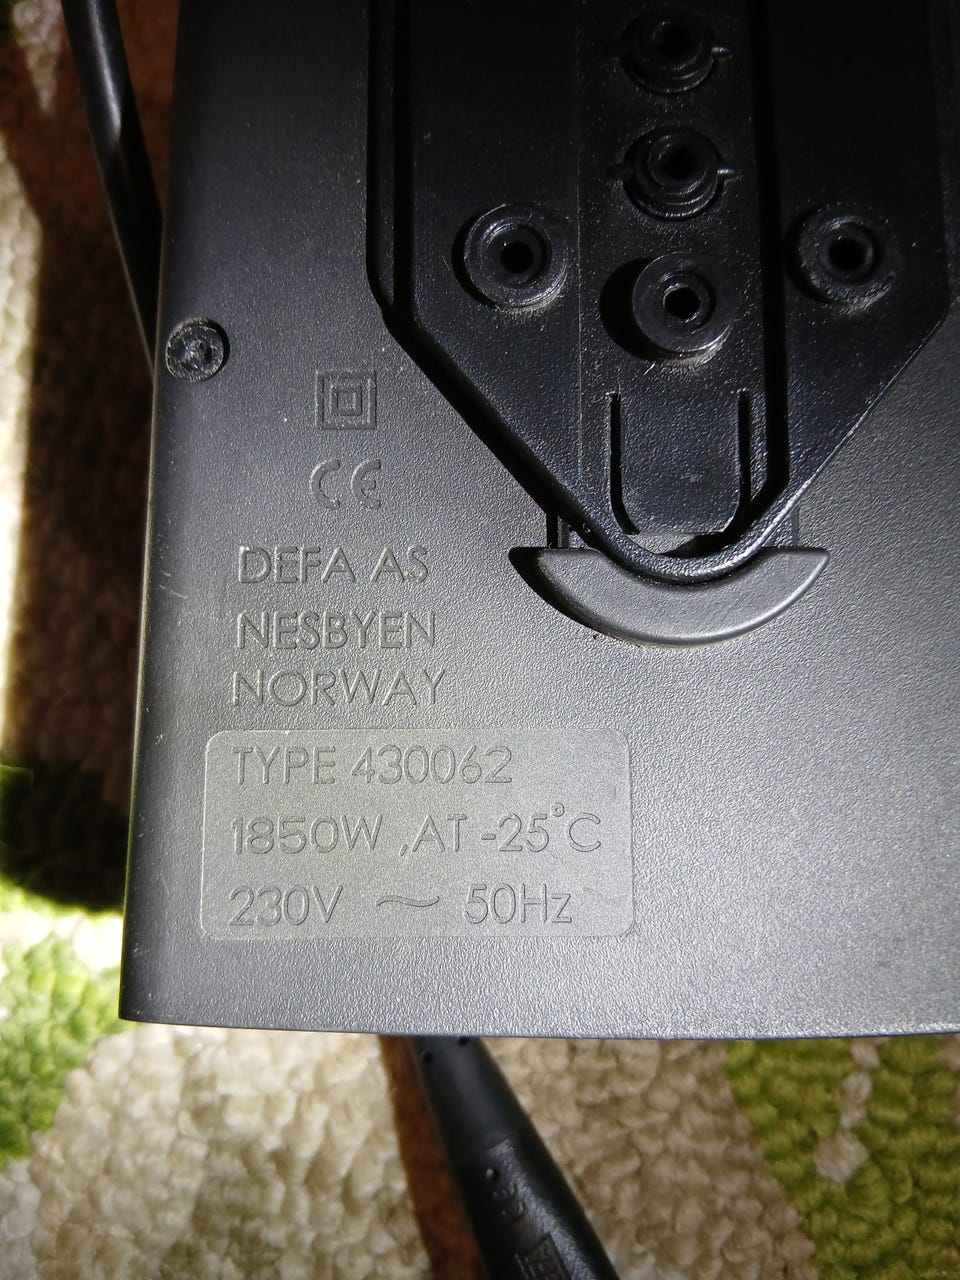 CE
DEFA AS
NESBYEN
NORWAY
TYPE 430062
1850W ,AT -25°C
230V ~ 50Hz